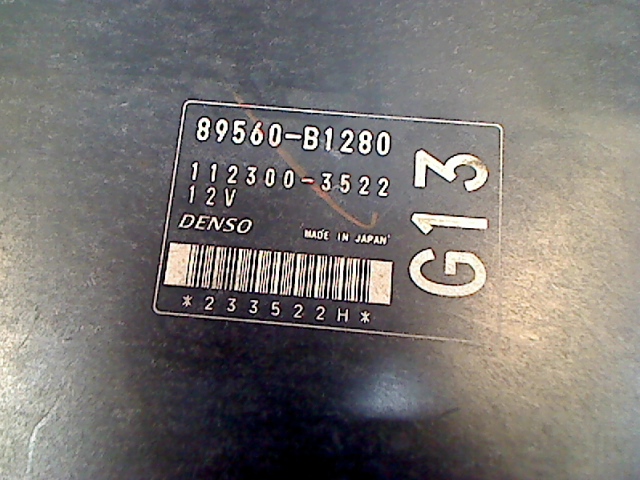 89560-B1280
112300-3522
12V
DENSO
MADE IN JAPAN
*233522H*
G13